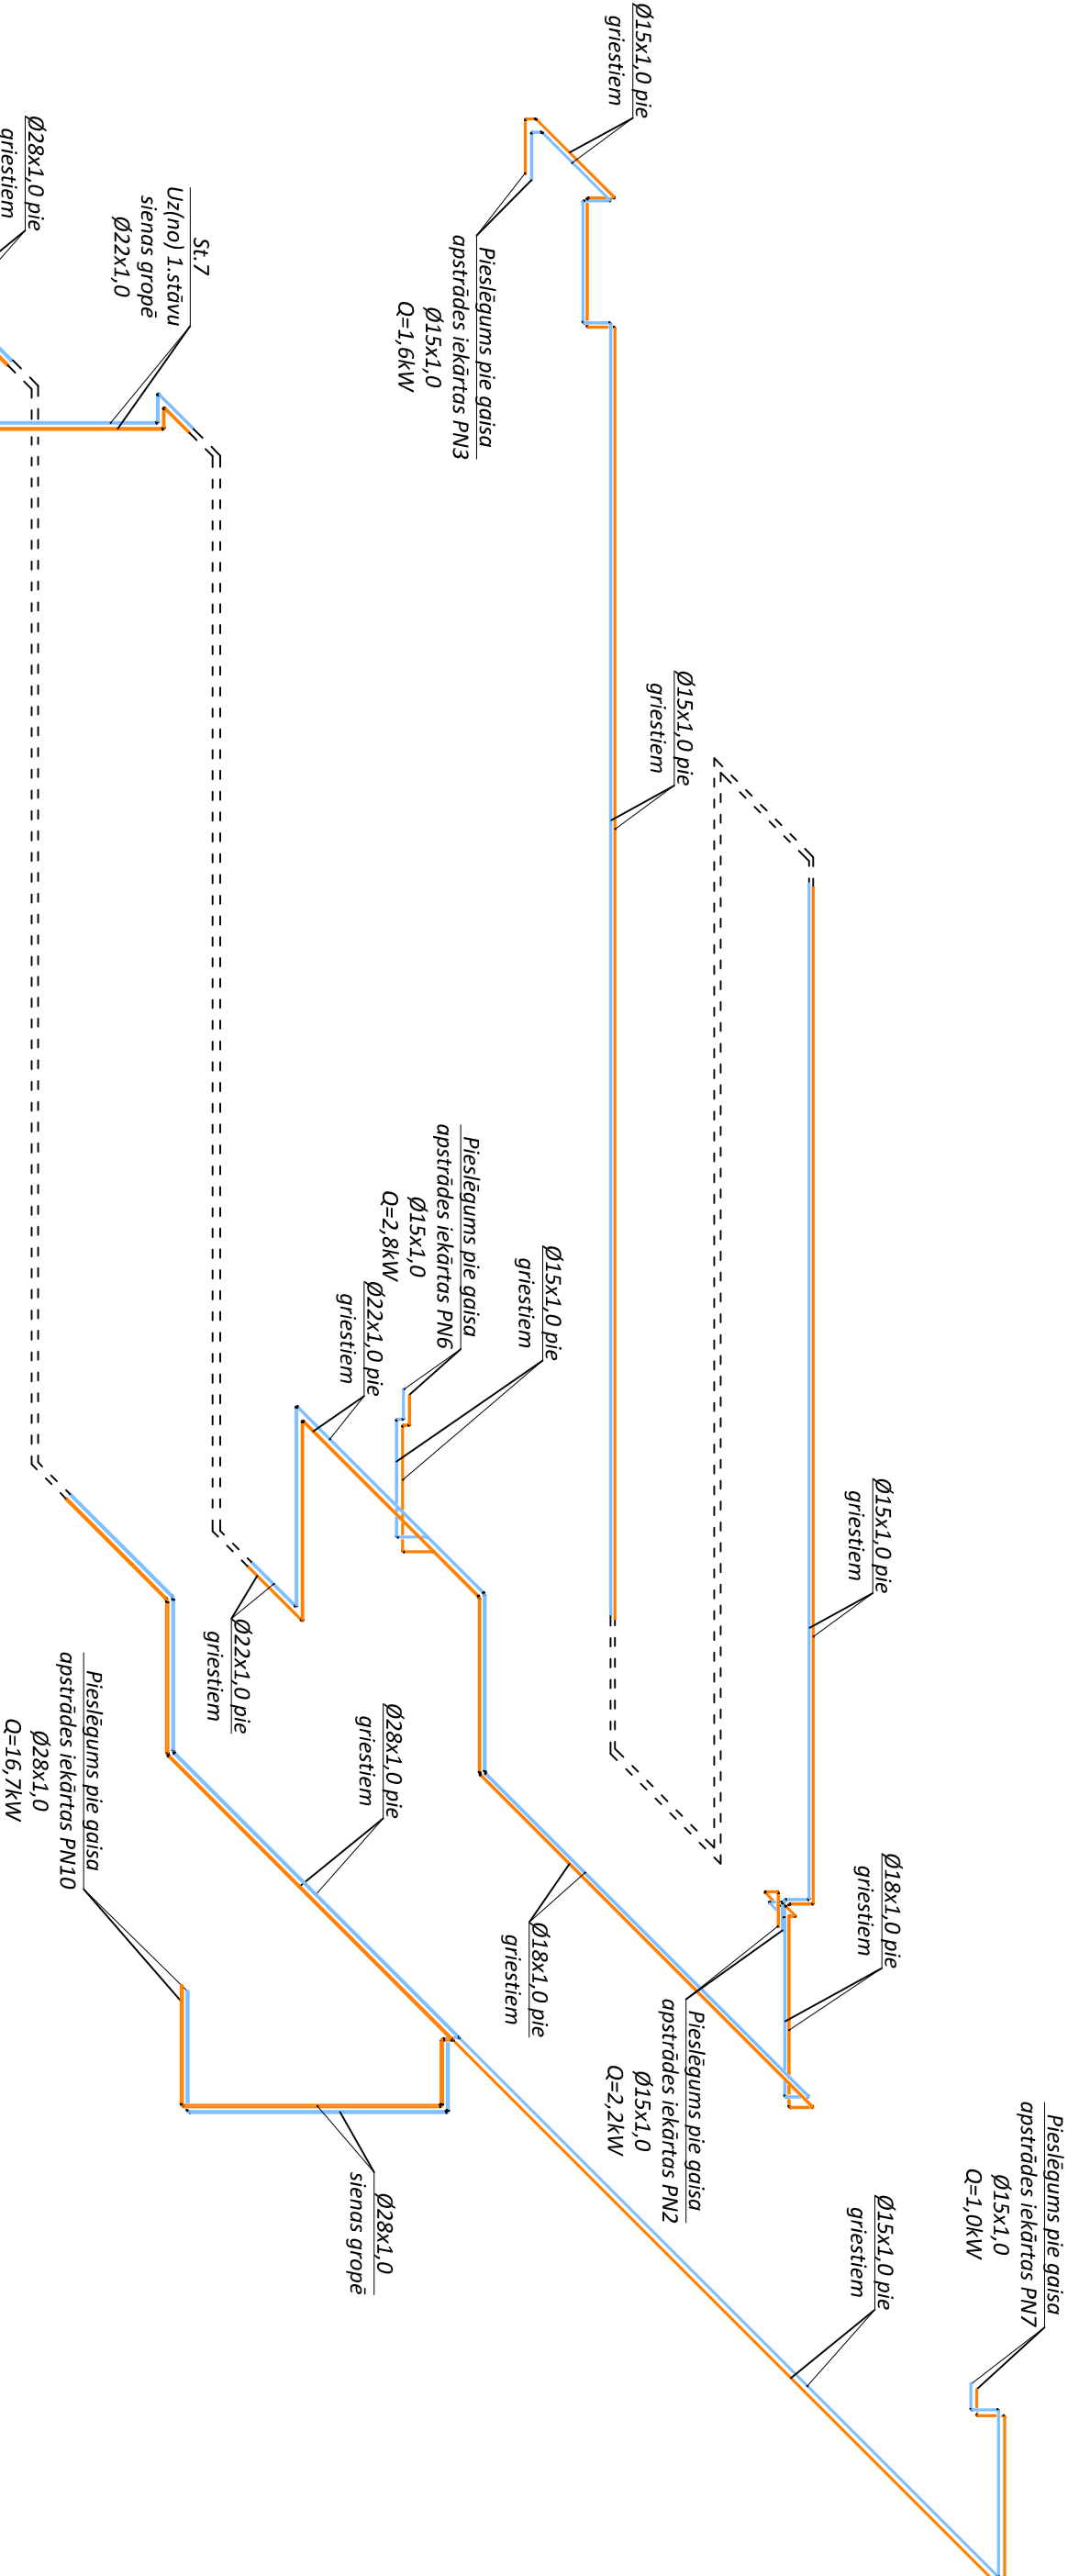 Pieslēgums pie gaisa
apstrādes iekārtas PN7
Ø15x1,0
Q=1,0kW
Ø15x1,0 pie
griestiem
Ø18x1,0 pie
griestiem
Ø15x1,0 pie
griestiem
Pieslēgums pie gaisa
apstrādes iekārtas PN2
Ø15x1,0
Q=2,2kW
Ø15x1,0 pie
griestiem
Ø15x1,0 pie
griestiem
Ø15x1,0 pie
griestiem
Ø18x1,0 pie
griestiem
Pieslēgums pie gaisa
apstrādes iekārtas PN3
Ø15x1,0
Q=1,6kW
Pieslēgums pie gaisa
apstrādes iekārtas PN6
Ø15x1,0
Q=2,8kW
Ø28x1,0 pie
griestiem
Ø22x1,0 pie
griestiem
Ø28x1,0
sienas gropē
Ø22x1,0 pie
griestiem
St.7
Uz(no) 1.stāvu
sienas gropē
Ø22x1,0
Pieslēgums pie gaisa
apstrādes iekārtas PN10
Ø28x1,0
Q=16,7kW
Ø28x1,0 pie
griestiem